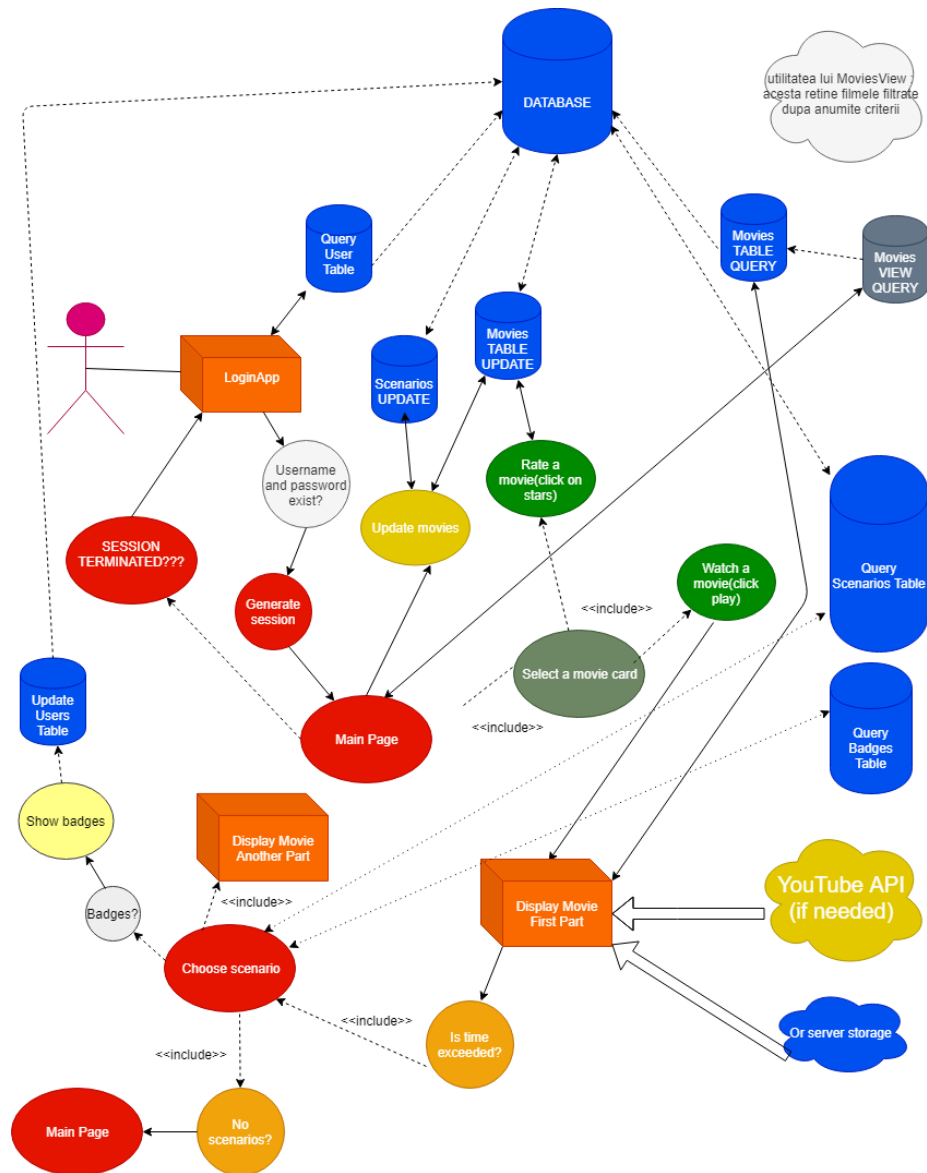 DATABASE
utilitatea lui MoviesView :
acesta retine filmele filtrate
dupa anumite criterii
Query
User
Table
Movies
TABLE
QUERY
Movies
VIEW
QUERY
LoginApp
Scenarios
UPDATE
Movies
TABLE
UPDATE
Username
and password
exist?
Rate a
movie(click on
stars)
Update movies
SESSION
TERMINATED???
Query
Scenarios Table
Generate
session
Watch a
movie(click
play)
<<include>>
Select a movie card
<<include>>
Main Page
Update
Users
Table
Query
Badges
Table
Show badges
Display Movie
Another Part
<<include>>
Badges?
Display Movie
First Part
YouTube API
(if needed)
Choose scenario
<<include>>
Is time
exceeded?
Or server storage
<<include>>
Main Page
No
scenarios?